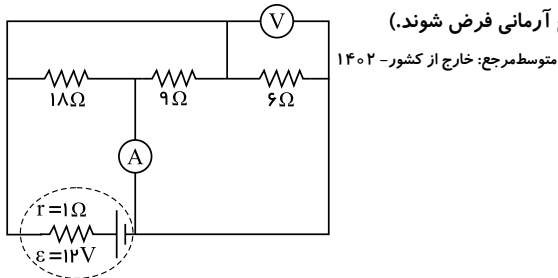 آرمانی فرض شوند.)
متوسط مرجع: خارج از کشور - ۱۴۰۲
V
۱۸Ω ۹Ω ۶Ω
A
r = ۱Ω
ε = ۱۲V